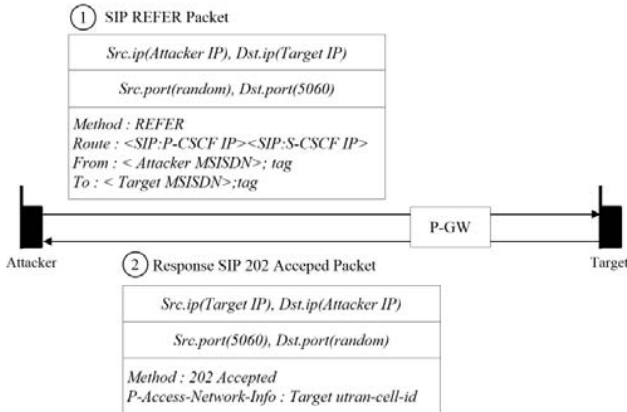 1 SIP REFER Packet
Src.ip(Attacker IP), Dst.ip(Target IP)
Src.port(random), Dst.port(5060)
Method : REFER
Route : <SIP:P-CSCF IP><SIP:S-CSCF IP>
From : < Attacker MSISDN>; tag
To : < Target MSISDN>;tag
P-GW
Attacker
Target
2 Response SIP 202 Acceped Packet
Src.ip(Target IP), Dst.ip(Attacker IP)
Src.port(5060), Dst.port(random)
Method : 202 Accepted
P-Access-Network-Info : Target utran-cell-id